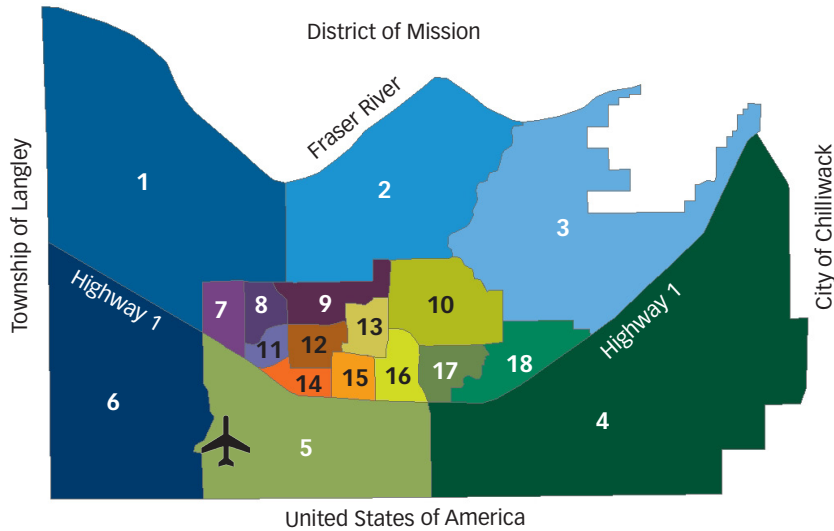 District of Mission
Fraser River
Township of Langley
City of Chilliwack
1
2
3
Highway 1
7
8
9
10
13
11
12
14
15
16
17
18
Highway 1
6
5
4
United States of America